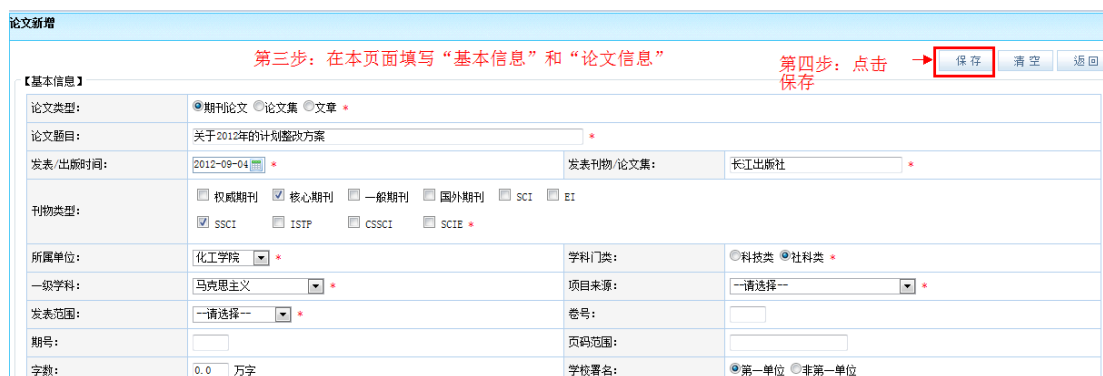 论文新增
第三步：在本页面填写“基本信息”和“论文信息”
第四步：点击
保存
保存 清空 返回
【基本信息】
论文类型： 期刊论文 论文集 文章 *
论文题目： 关于2012年的计划整改方案 *
发表/出版时间： 2012-09-04 * 发表刊物/论文集： 长江出版社 *
刊物类型： 权威期刊 核心期刊 一般期刊 国外期刊 SCI EI
SSCI ISTP CSSCI SCIE *
所属单位： 化工学院 * 学科门类： 科技类 社科类 *
一级学科： 马克思主义 * 项目来源： --请选择-- *
发表范围： --请选择-- * 卷号：
期号： 页码范围：
字数： 0.0 万字 学校署名： 第一单位 非第一单位